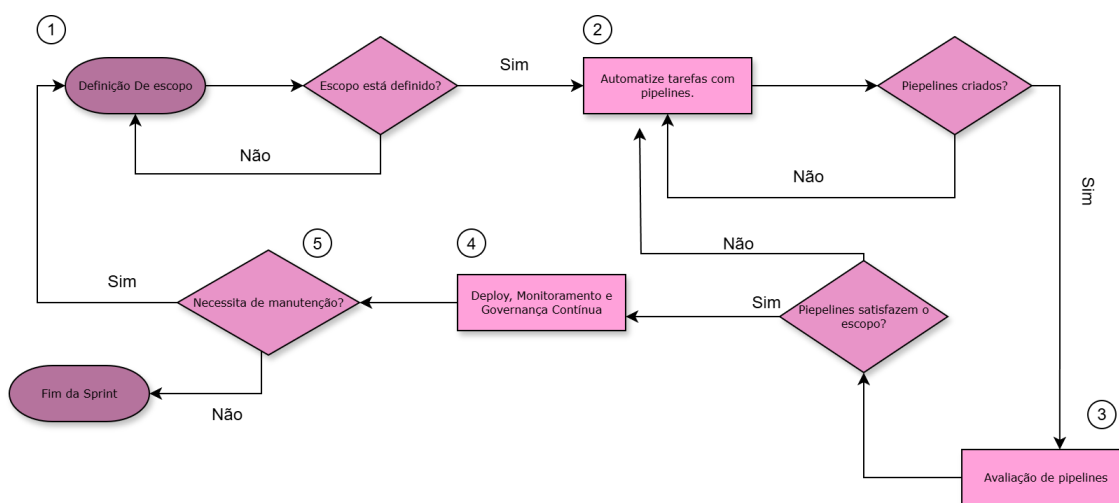 1
Definição De escopo
Escopo está definido?
Sim
Não
2
Automatize tarefas com
pipelines.
Piepelines criados?
Não
Sim
3
Avaliação de pipelines
Piepelines satisfazem o
escopo?
Não
Sim
4
Deploy, Monitoramento e
Governança Contínua
5
Necessita de manutenção?
Sim
Não
Fim da Sprint